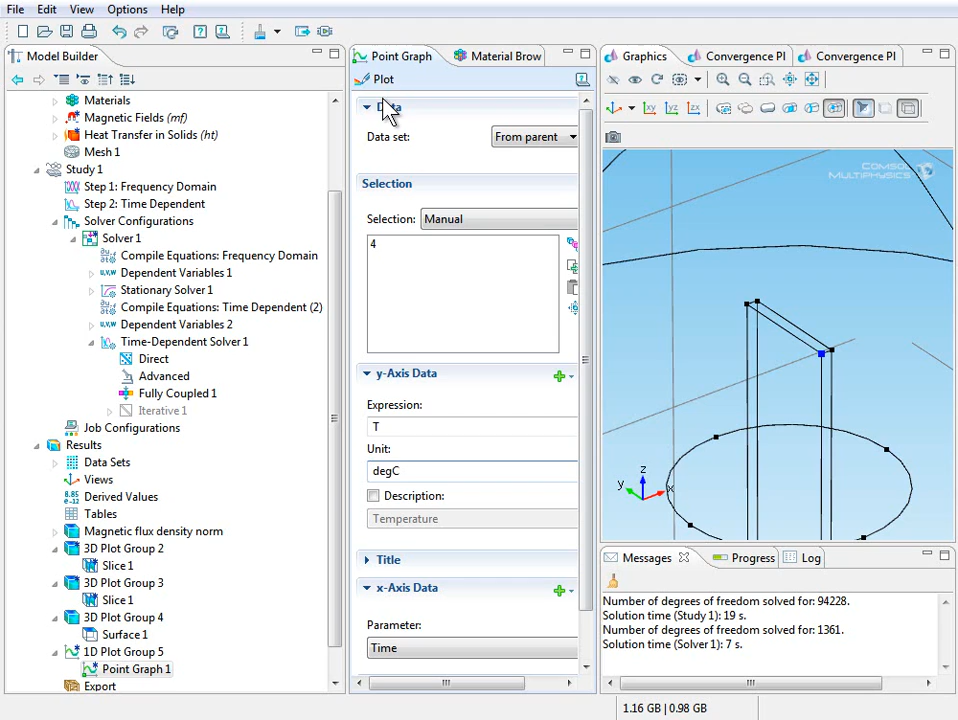 File Edit View Options Help
Model Builder
Materials
Magnetic Fields (mf)
Heat Transfer in Solids (ht)
Mesh 1
Study 1
Step 1: Frequency Domain
Step 2: Time Dependent
Solver Configurations
Solver 1
Compile Equations: Frequency Domain
Dependent Variables 1
Stationary Solver 1
Compile Equations: Time Dependent (2)
Dependent Variables 2
Time-Dependent Solver 1
Direct
Advanced
Fully Coupled 1
Iterative 1
Job Configurations
Results
Data Sets
Views
Derived Values
Tables
Magnetic flux density norm
3D Plot Group 2
Slice 1
3D Plot Group 3
Slice 1
3D Plot Group 4
Surface 1
1D Plot Group 5
Point Graph 1
Export
Point Graph Material Brow
Plot
Data set: From parent
Selection
Selection: Manual
4
y-Axis Data
Expression:
T
Unit:
degC
Description:
Temperature
Title
x-Axis Data
Parameter:
Time
Graphics Convergence Pl Convergence Pl
COMSOL
MULTIPHYSICS
z
y x
Messages Progress Log
Number of degrees of freedom solved for: 94228.
Solution time (Study 1): 19 s.
Number of degrees of freedom solved for: 1361.
Solution time (Solver 1): 7 s.
1.16 GB | 0.98 GB